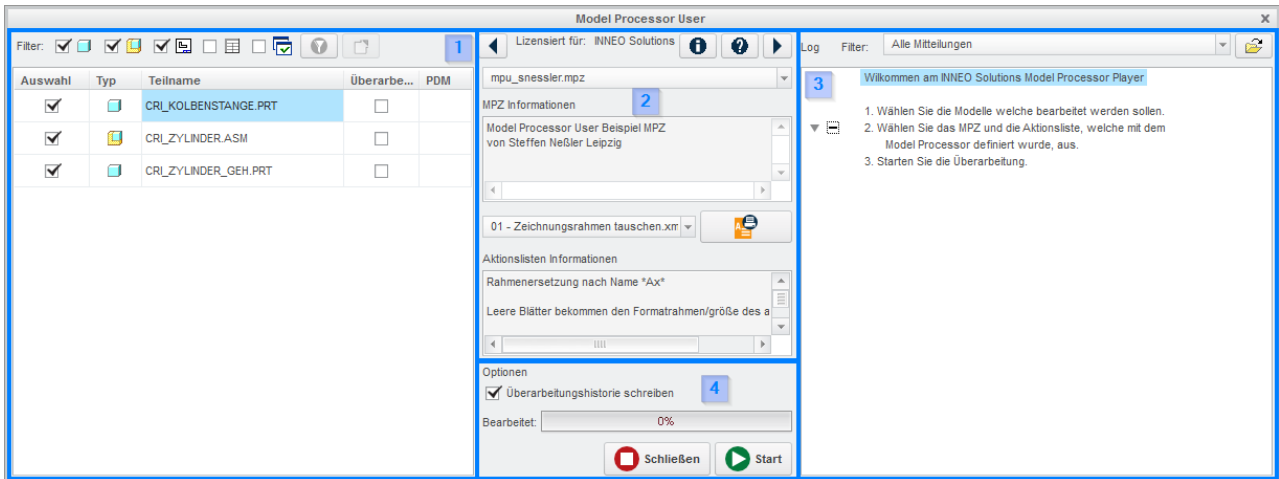 Model Processor User
x
Filter:
1
Auswahl Typ Teilname Überarbe... PDM
CRI_KOLBENSTANGE.PRT
CRI_ZYLINDER.ASM
CRI_ZYLINDER_GEH.PRT
Lizensiert für: INNEO Solutions
mpu_snessler.mpz
MPZ Informationen
2
Model Processor User Beispiel MPZ
von Steffen Neßler Leipzig
01 - Zeichnungsrahmen tauschen.xm
Aktionslisten Informationen
Rahmenersetzung nach Name *Ax*
Leere Blätter bekommen den Formatrahmen/größe des a
Optionen
Überarbeitungshistorie schreiben
4
Bearbeitet: 0%
Schließen Start
Log Filter: Alle Mitteilungen
3
Wilkommen am INNEO Solutions Model Processor Player
1. Wählen Sie die Modelle welche bearbeitet werden sollen.
2. Wählen Sie das MPZ und die Aktionsliste, welche mit dem
Model Processor definiert wurde, aus.
3. Starten Sie die Überarbeitung.